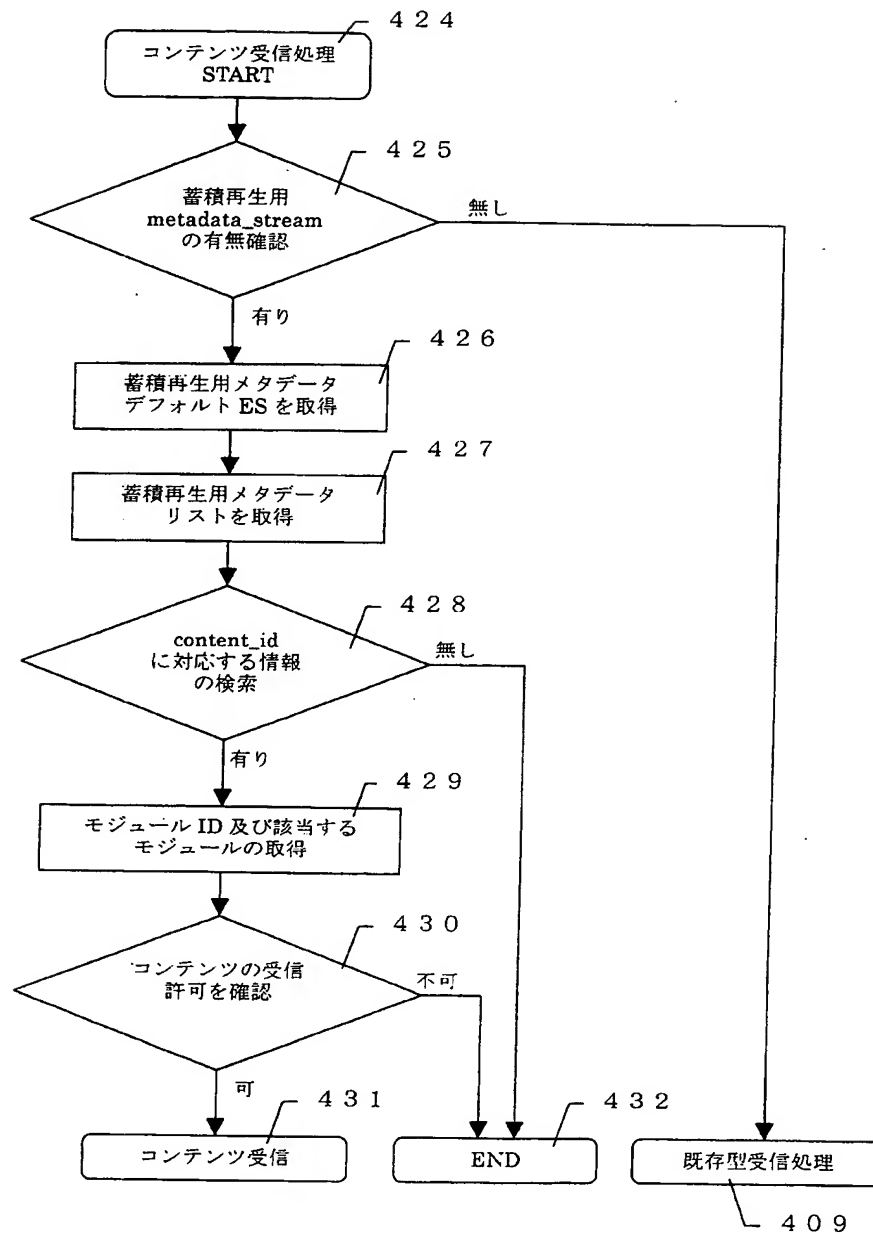 ４２４
コンテンツ受信処理
START
４２５
蓄積再生用
metadata_stream
の有無確認
無し
有り
４２６
蓄積再生用メタデータ
デフォルト ES を取得
４２７
蓄積再生用メタデータ
リストを取得
４２８
content_id
に対応する情報
の検索
無し
有り
４２９
モジュール ID 及び該当する
モジュールの取得
４３０
コンテンツの受信
許可を確認
不可
可
４３１
コンテンツ受信
４３２
END
既存型受信処理
４０９